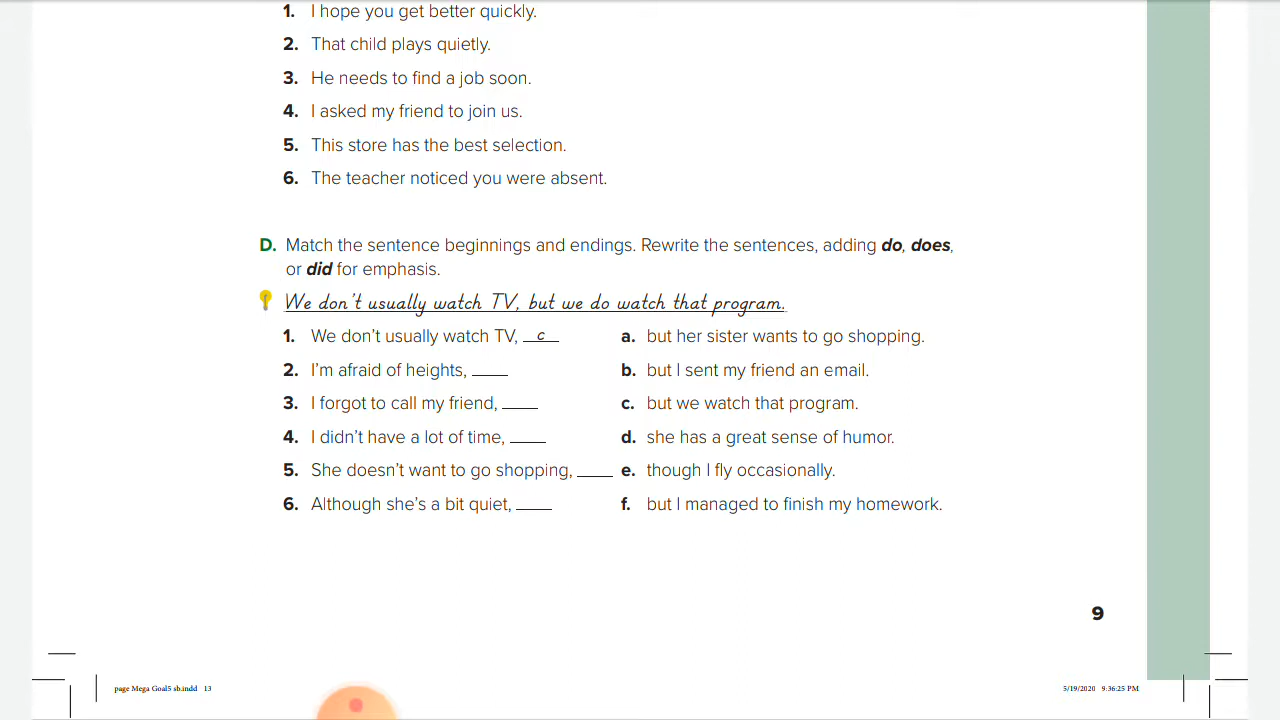 1. I hope you get better quickly.
2. That child plays quietly.
3. He needs to find a job soon.
4. I asked my friend to join us.
5. This store has the best selection.
6. The teacher noticed you were absent.
D. Match the sentence beginnings and endings. Rewrite the sentences, adding do, does,
or did for emphasis.
We don't usually watch TV, but we do watch that program.
1. We don't usually watch TV, c
a. but her sister wants to go shopping.
2. I'm afraid of heights, ____
b. but I sent my friend an email.
3. I forgot to call my friend, ____
c. but we watch that program.
4. I didn't have a lot of time, ____
d. she has a great sense of humor.
5. She doesn't want to go shopping, ____
e. though I fly occasionally.
6. Although she's a bit quiet, ____
f. but I managed to finish my homework.
9
page Mega Goal5 sb.indd 13
5/19/2020 9:36:25 PM